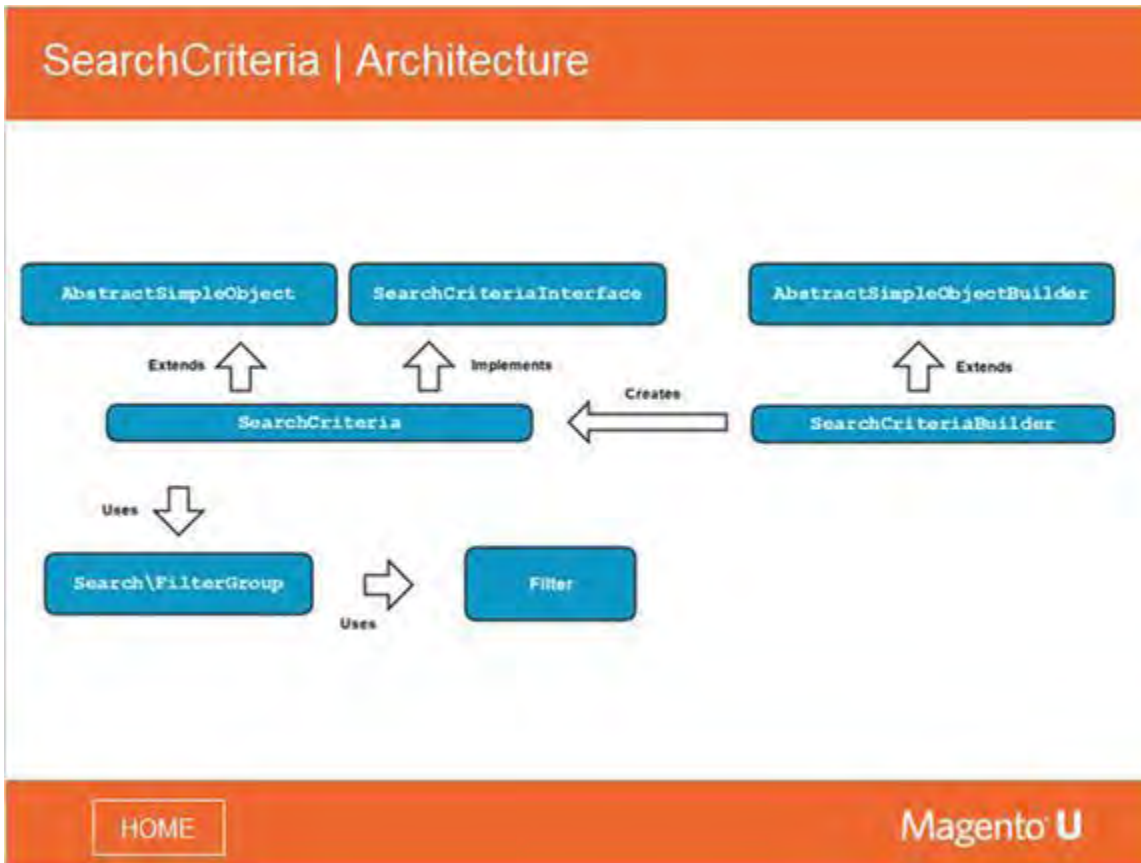 SearchCriteria | Architecture
AbstractSimpleObject
SearchCriteriaInterface
AbstractSimpleObjectBuilder
Extends
Implements
Extends
Creates
SearchCriteria
SearchCriteriaBuilder
Uses
Search\FilterGroup
Filter
Uses
HOME
Magento U